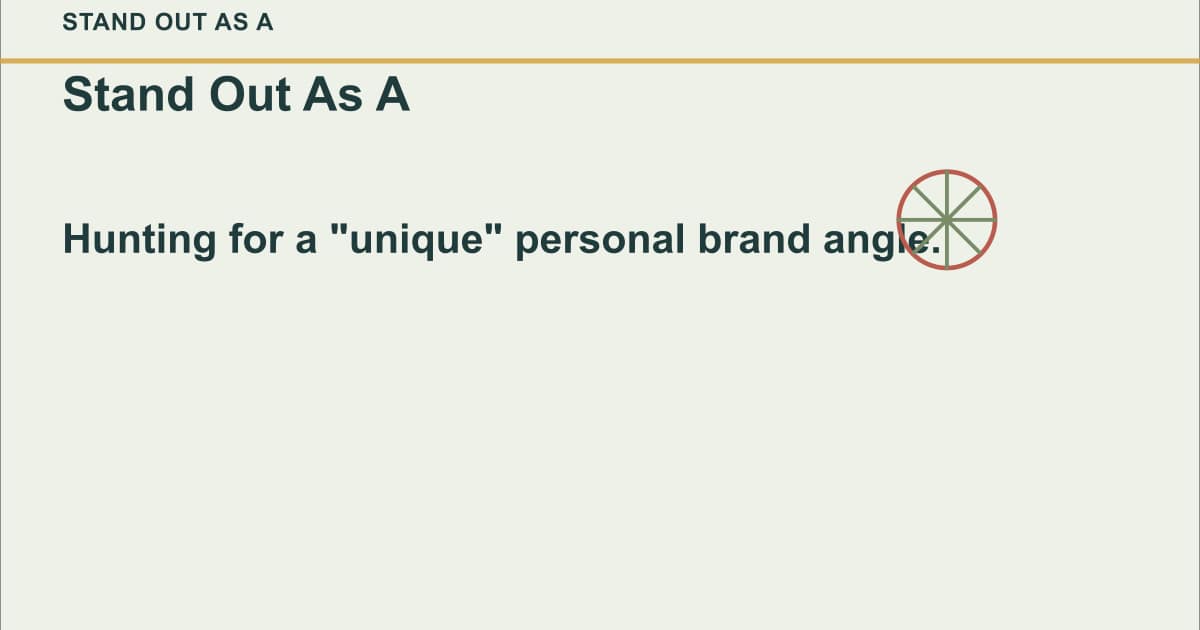 STAND OUT AS A
Stand Out As A
Hunting for a "unique" personal brand angle.